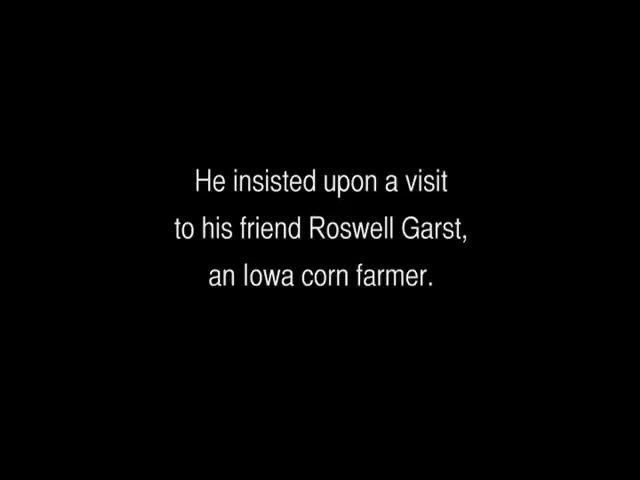 He insisted upon a visit
to his friend Roswell Garst,
an Iowa corn farmer.